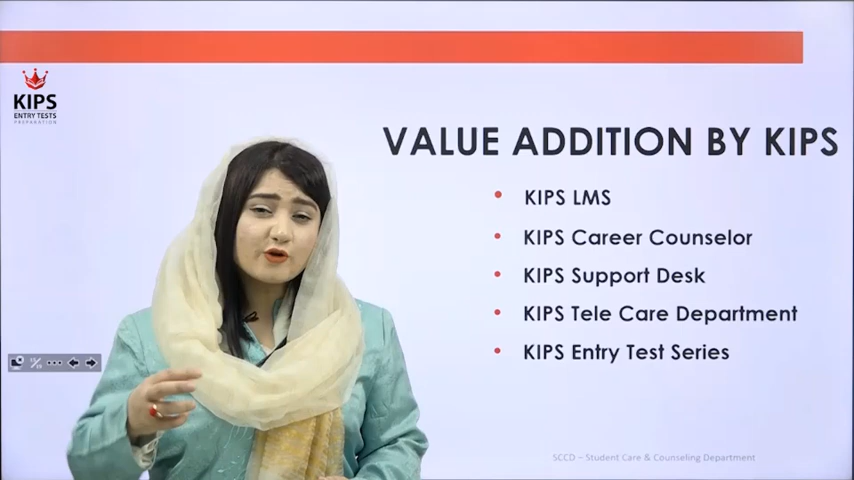 KIPS
ENTRY TESTS
PREPARATION
VALUE ADDITION BY KIPS
• KIPS LMS
• KIPS Career Counselor
• KIPS Support Desk
• KIPS Tele Care Department
• KIPS Entry Test Series
SCCD – Student Care & Counseling Department